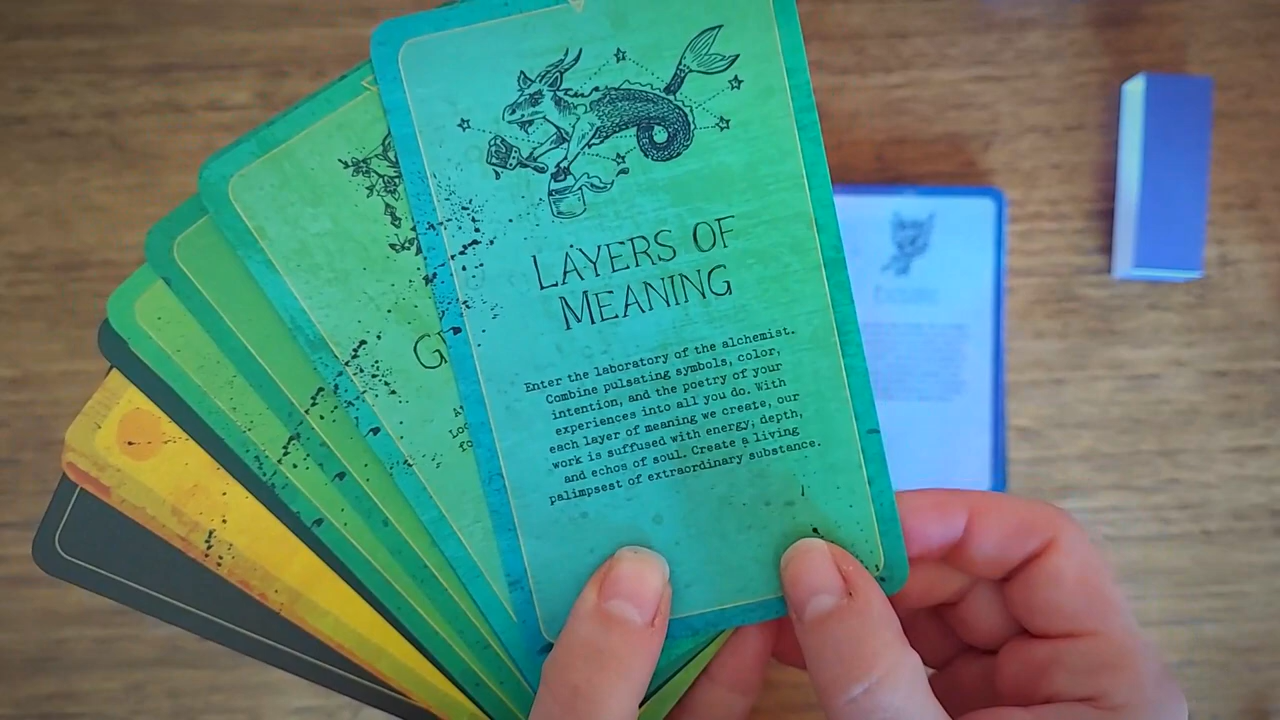 LAYERS OF
MEANING
Enter the laboratory of the alchemist.
Combine pulsating symbols, color,
intention, and the poetry of your
experiences into all you do. With
each layer of meaning we create, our
work is suffused with energy; depth,
and echoes of soul. Create a living
palimpsest of extraordinary substance.